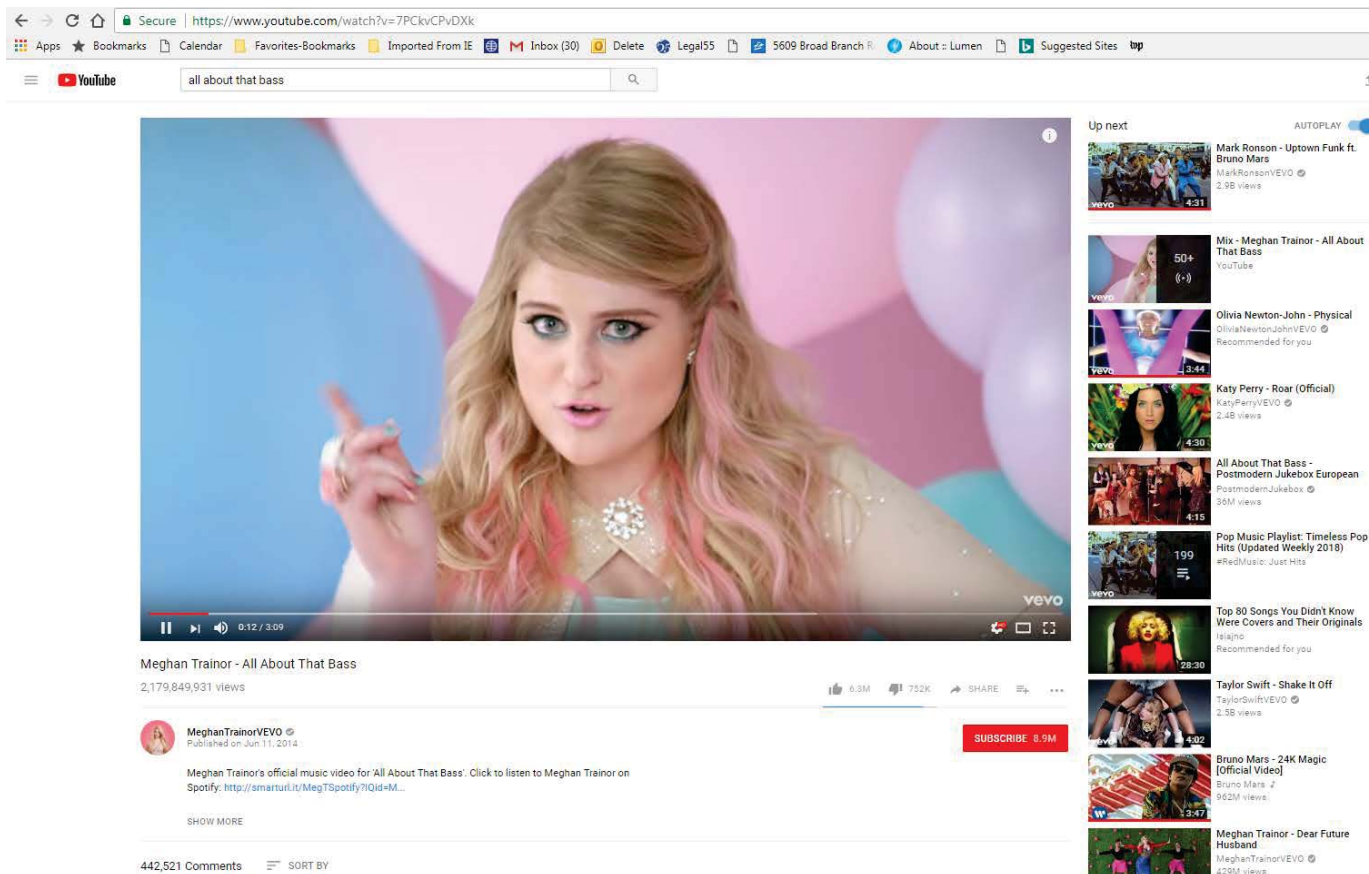 Secure | https://www.youtube.com/watch?v=7PCkvCPvDXk
Apps Bookmarks Calendar Favorites-Bookmarks Imported From IE Inbox (30) Delete Legal55 5609 Broad Branch R About :: Lumen Suggested Sites top
YouTube all about that bass
vevo
0:12 / 3:09
Meghan Trainor - All About That Bass
2,179,849,931 views
6.3M 752K SHARE
MeghanTrainorVEVO
Published on Jun 11, 2014
SUBSCRIBE 8.9M
Meghan Trainor's official music video for 'All About That Bass'. Click to listen to Meghan Trainor on
Spotify: http://smarturl.it/MegTSpotify?IQid=M...
SHOW MORE
442,521 Comments SORT BY
Up next AUTOPLAY
Mark Ronson - Uptown Funk ft.
Bruno Mars
MarkRonsonVEVO
2.9B views
vevo 4:31
Mix - Meghan Trainor - All About
That Bass
YouTube
50+
vevo
Olivia Newton-John - Physical
OliviaNewtonJohnVEVO
Recommended for you
vevo 3:44
Katy Perry - Roar (Official)
KatyPerryVEVO
2.4B views
vevo 4:30
All About That Bass -
Postmodern Jukebox European
PostmodernJukebox
36M views
4:15
Pop Music Playlist: Timeless Pop
Hits (Updated Weekly 2018)
#RedMusic: Just Hits
199
vevo
Top 80 Songs You Didn't Know
Were Covers and Their Originals
Isiajno
Recommended for you
28:30
Taylor Swift - Shake It Off
TaylorSwiftVEVO
2.5B views
vevo 4:02
Bruno Mars - 24K Magic
[Official Video]
Bruno Mars
962M views
3:47
Meghan Trainor - Dear Future
Husband
MeghanTrainorVEVO
429M views